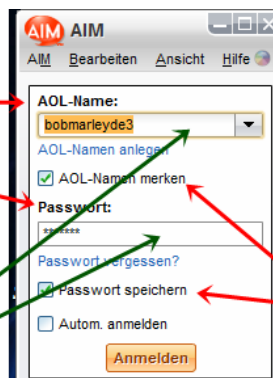 AIM AIM
AIM Bearbeiten Ansicht Hilfe
AOL-Name:
bobmarleyde3
AOL-Namen anlegen
AOL-Namen merken
Passwort:
*******
Passwort vergessen?
Passwort speichern
Autom. anmelden
Anmelden